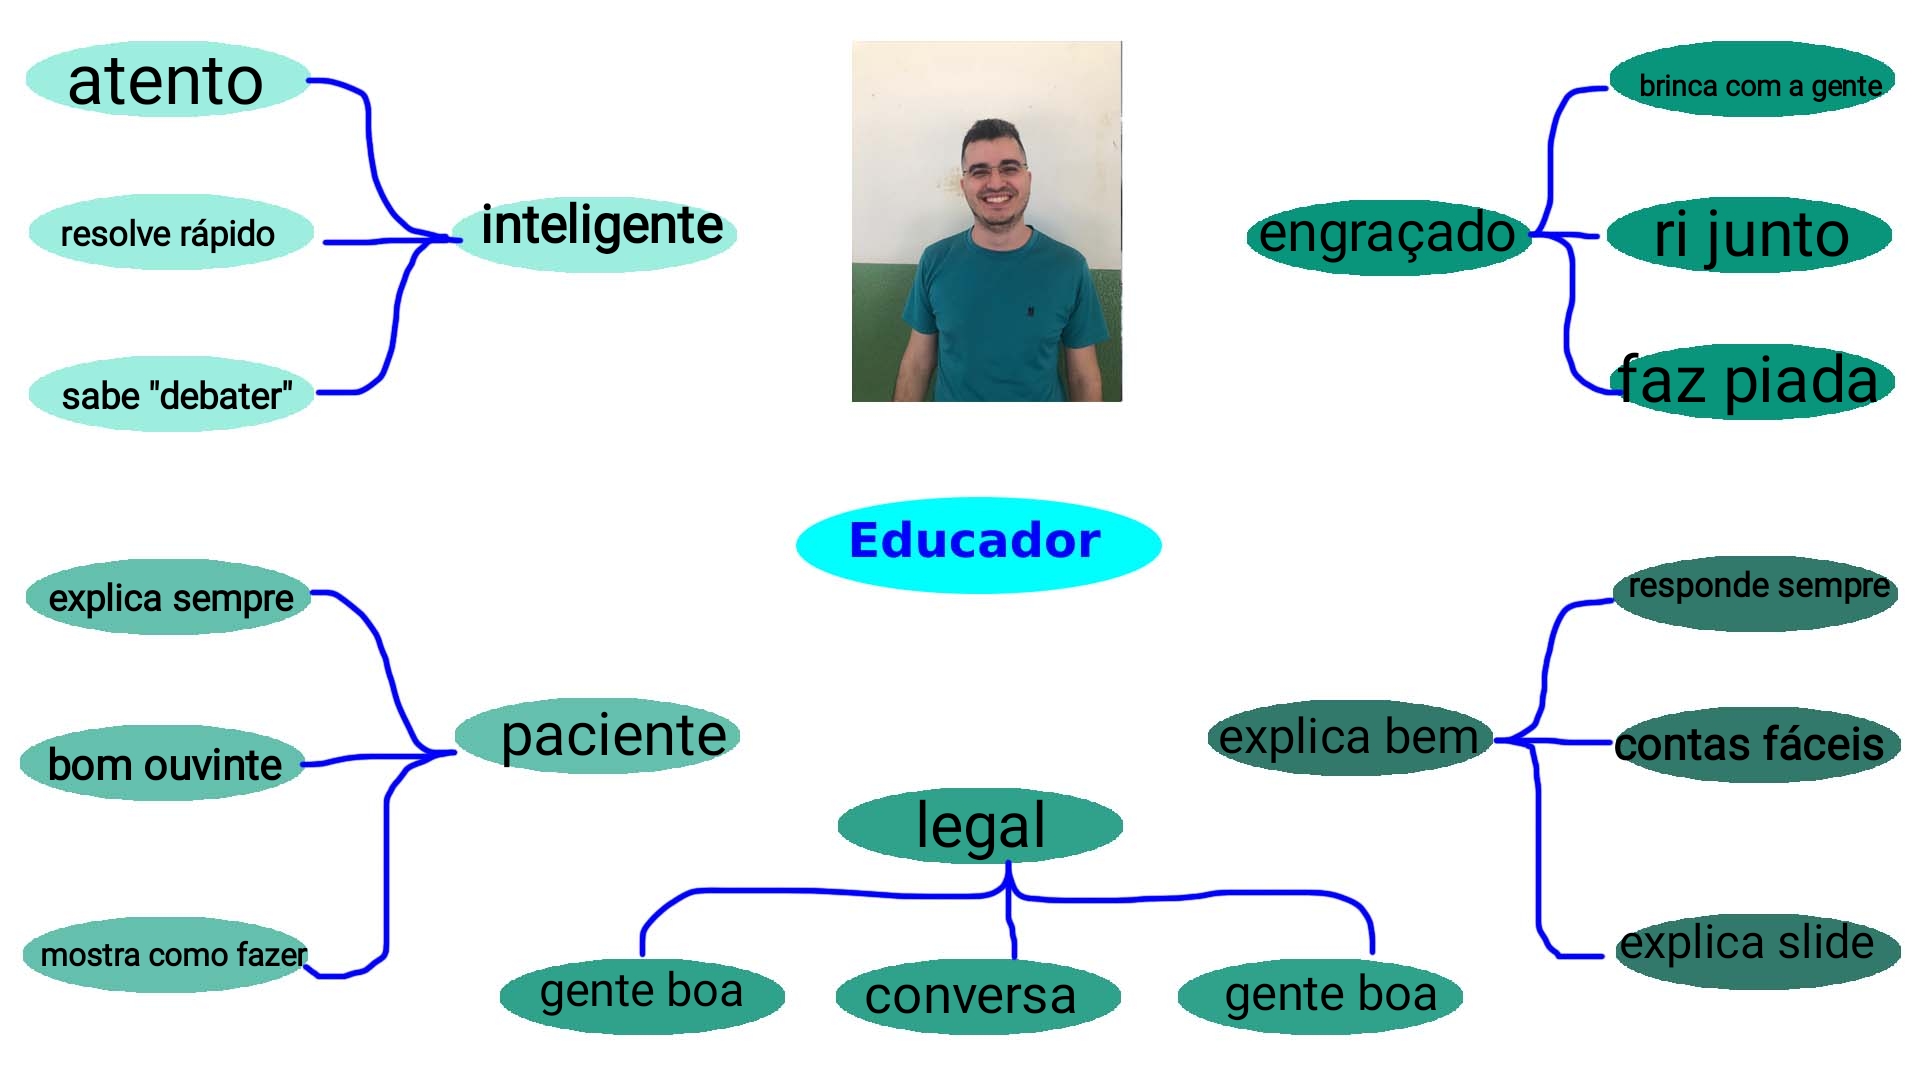 atento
resolve rápido
sabe "debater"
inteligente
engraçado
brinca com a gente
ri junto
faz piada
Educador
explica sempre
bom ouvinte
mostra como fazer
paciente
explica bem
responde sempre
contas fáceis
explica slide
legal
gente boa
conversa
gente boa